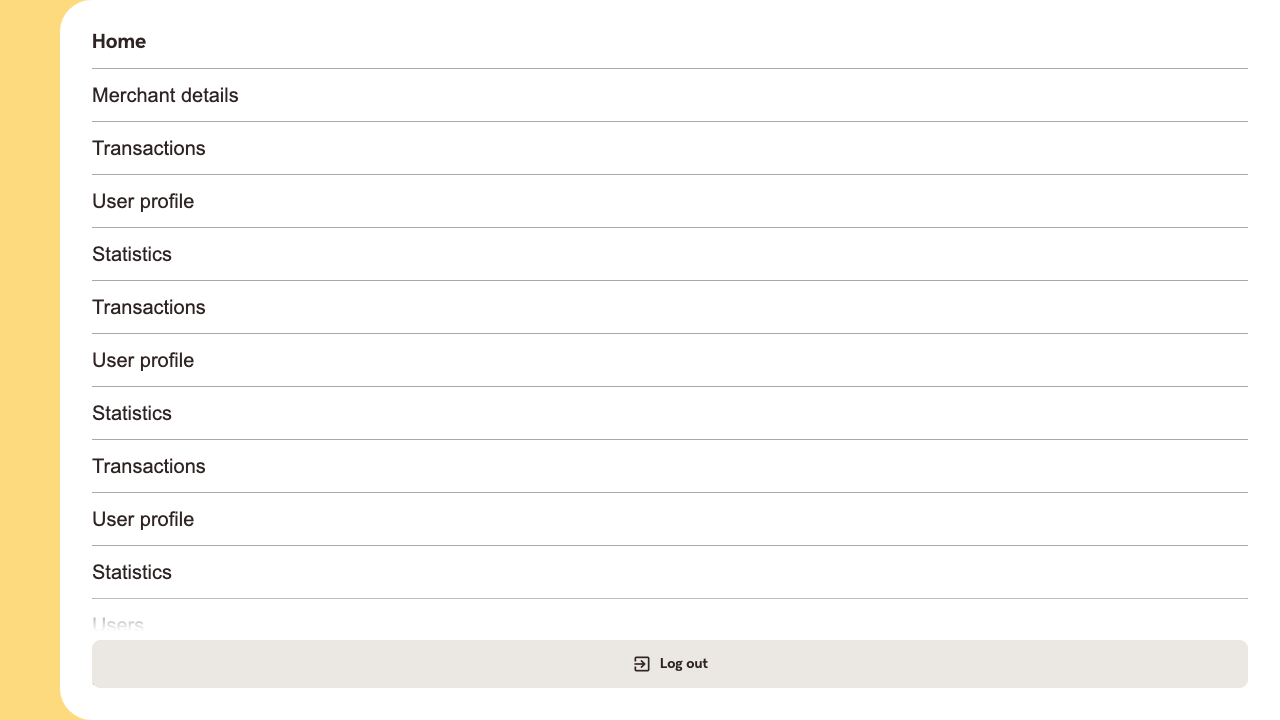 Home
Merchant details
Transactions
User profile
Statistics
Transactions
User profile
Statistics
Transactions
User profile
Statistics
Users
Log out